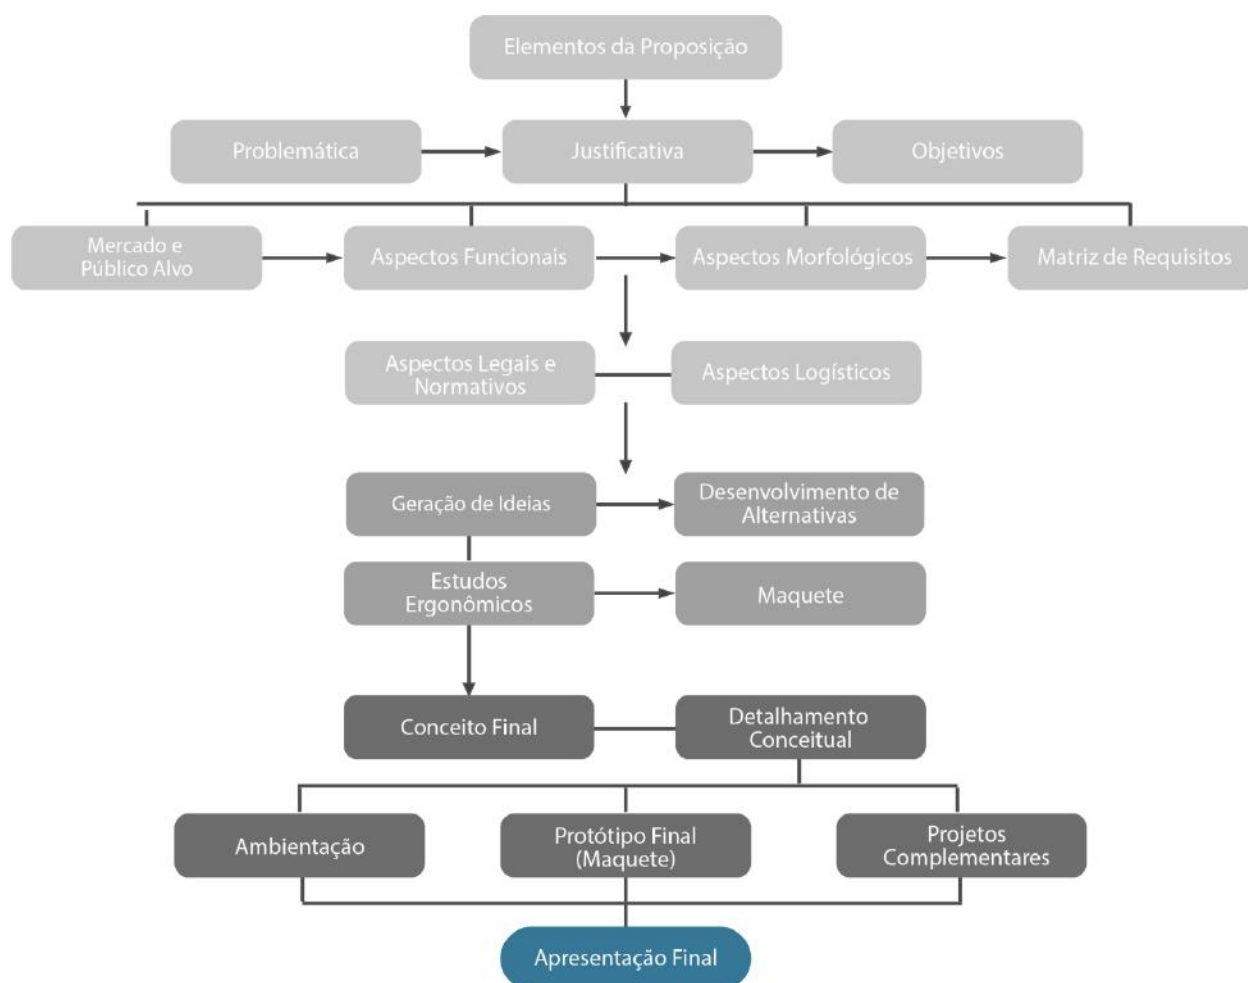 Elementos da Proposição
Problemática
Justificativa
Objetivos
Mercado e
Público Alvo
Aspectos Funcionais
Aspectos Morfológicos
Matriz de Requisitos
Aspectos Legais e
Normativos
Aspectos Logísticos
Geração de Ideias
Desenvolvimento de
Alternativas
Estudos
Ergonômicos
Maquete
Conceito Final
Detalhamento
Conceitual
Ambientação
Protótipo Final
(Maquete)
Projetos
Complementares
Apresentação Final